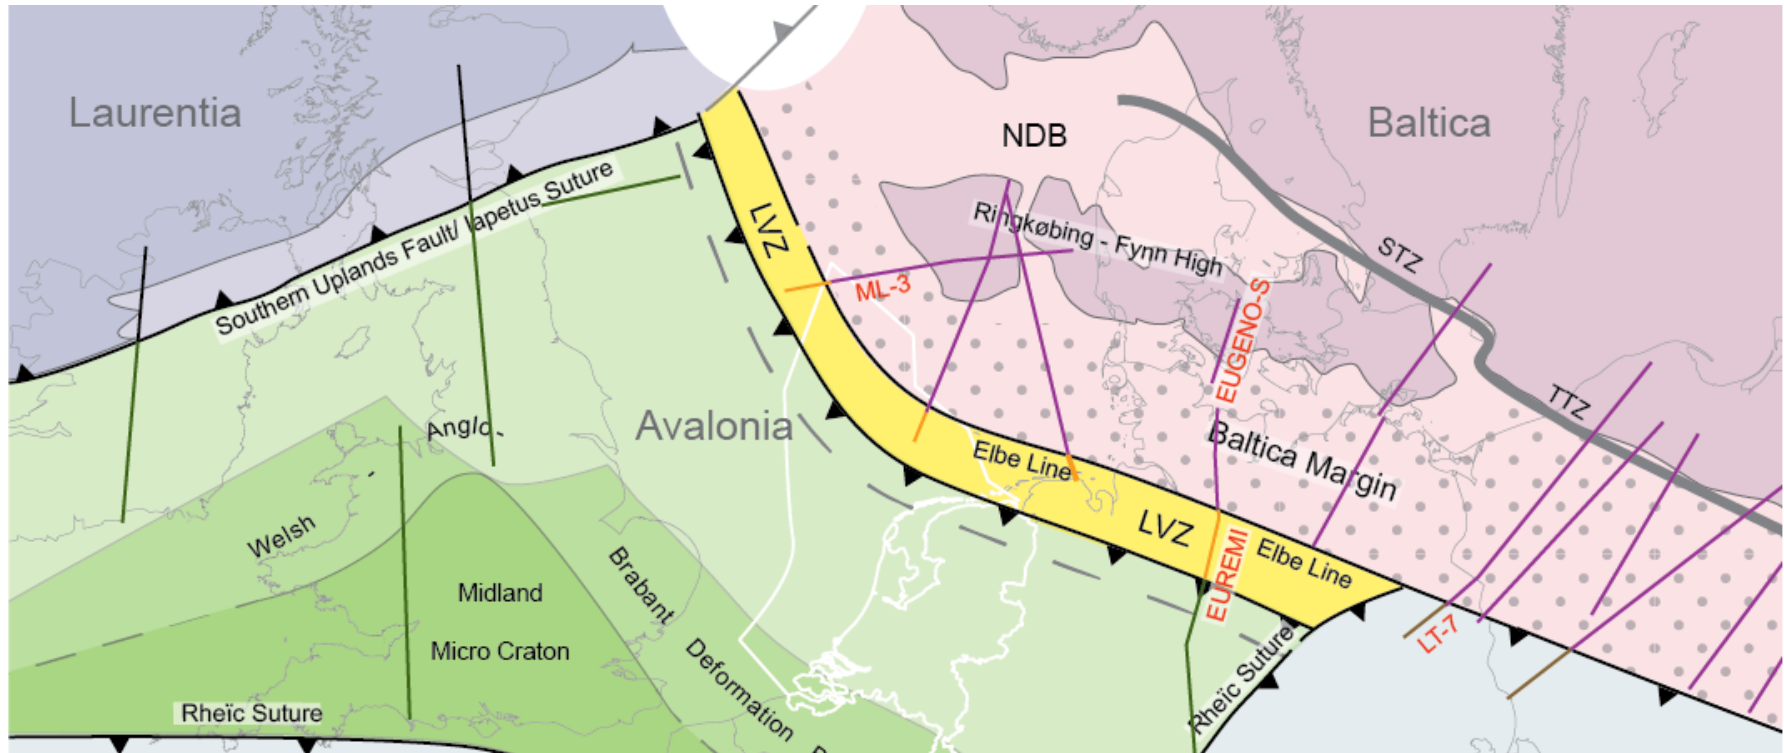 Laurentia
Baltica
NDB
Southern Uplands Fault/ Iapetus Suture
LVZ
Ringkøbing - Fynn High
STZ
ML-3
EUGENO-S
TTZ
Avalonia
Anglo-
Baltica Margin
Elbe Line
LVZ
Elbe Line
Welsh
EUREMI
Brabant
Deformation
Midland
Micro Craton
LT-7
Rheïc Suture
Rheïc Suture